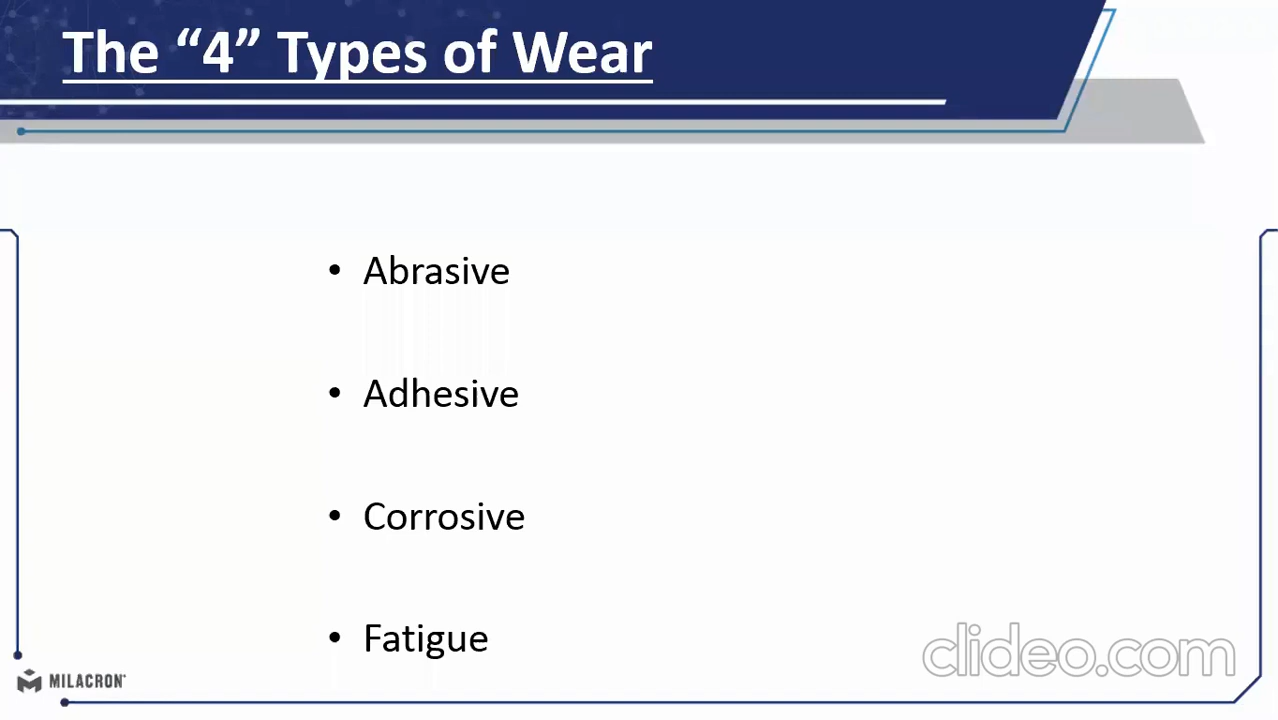 The “4” Types of Wear
• Abrasive
• Adhesive
• Corrosive
• Fatigue
MILACRON
clideo.com